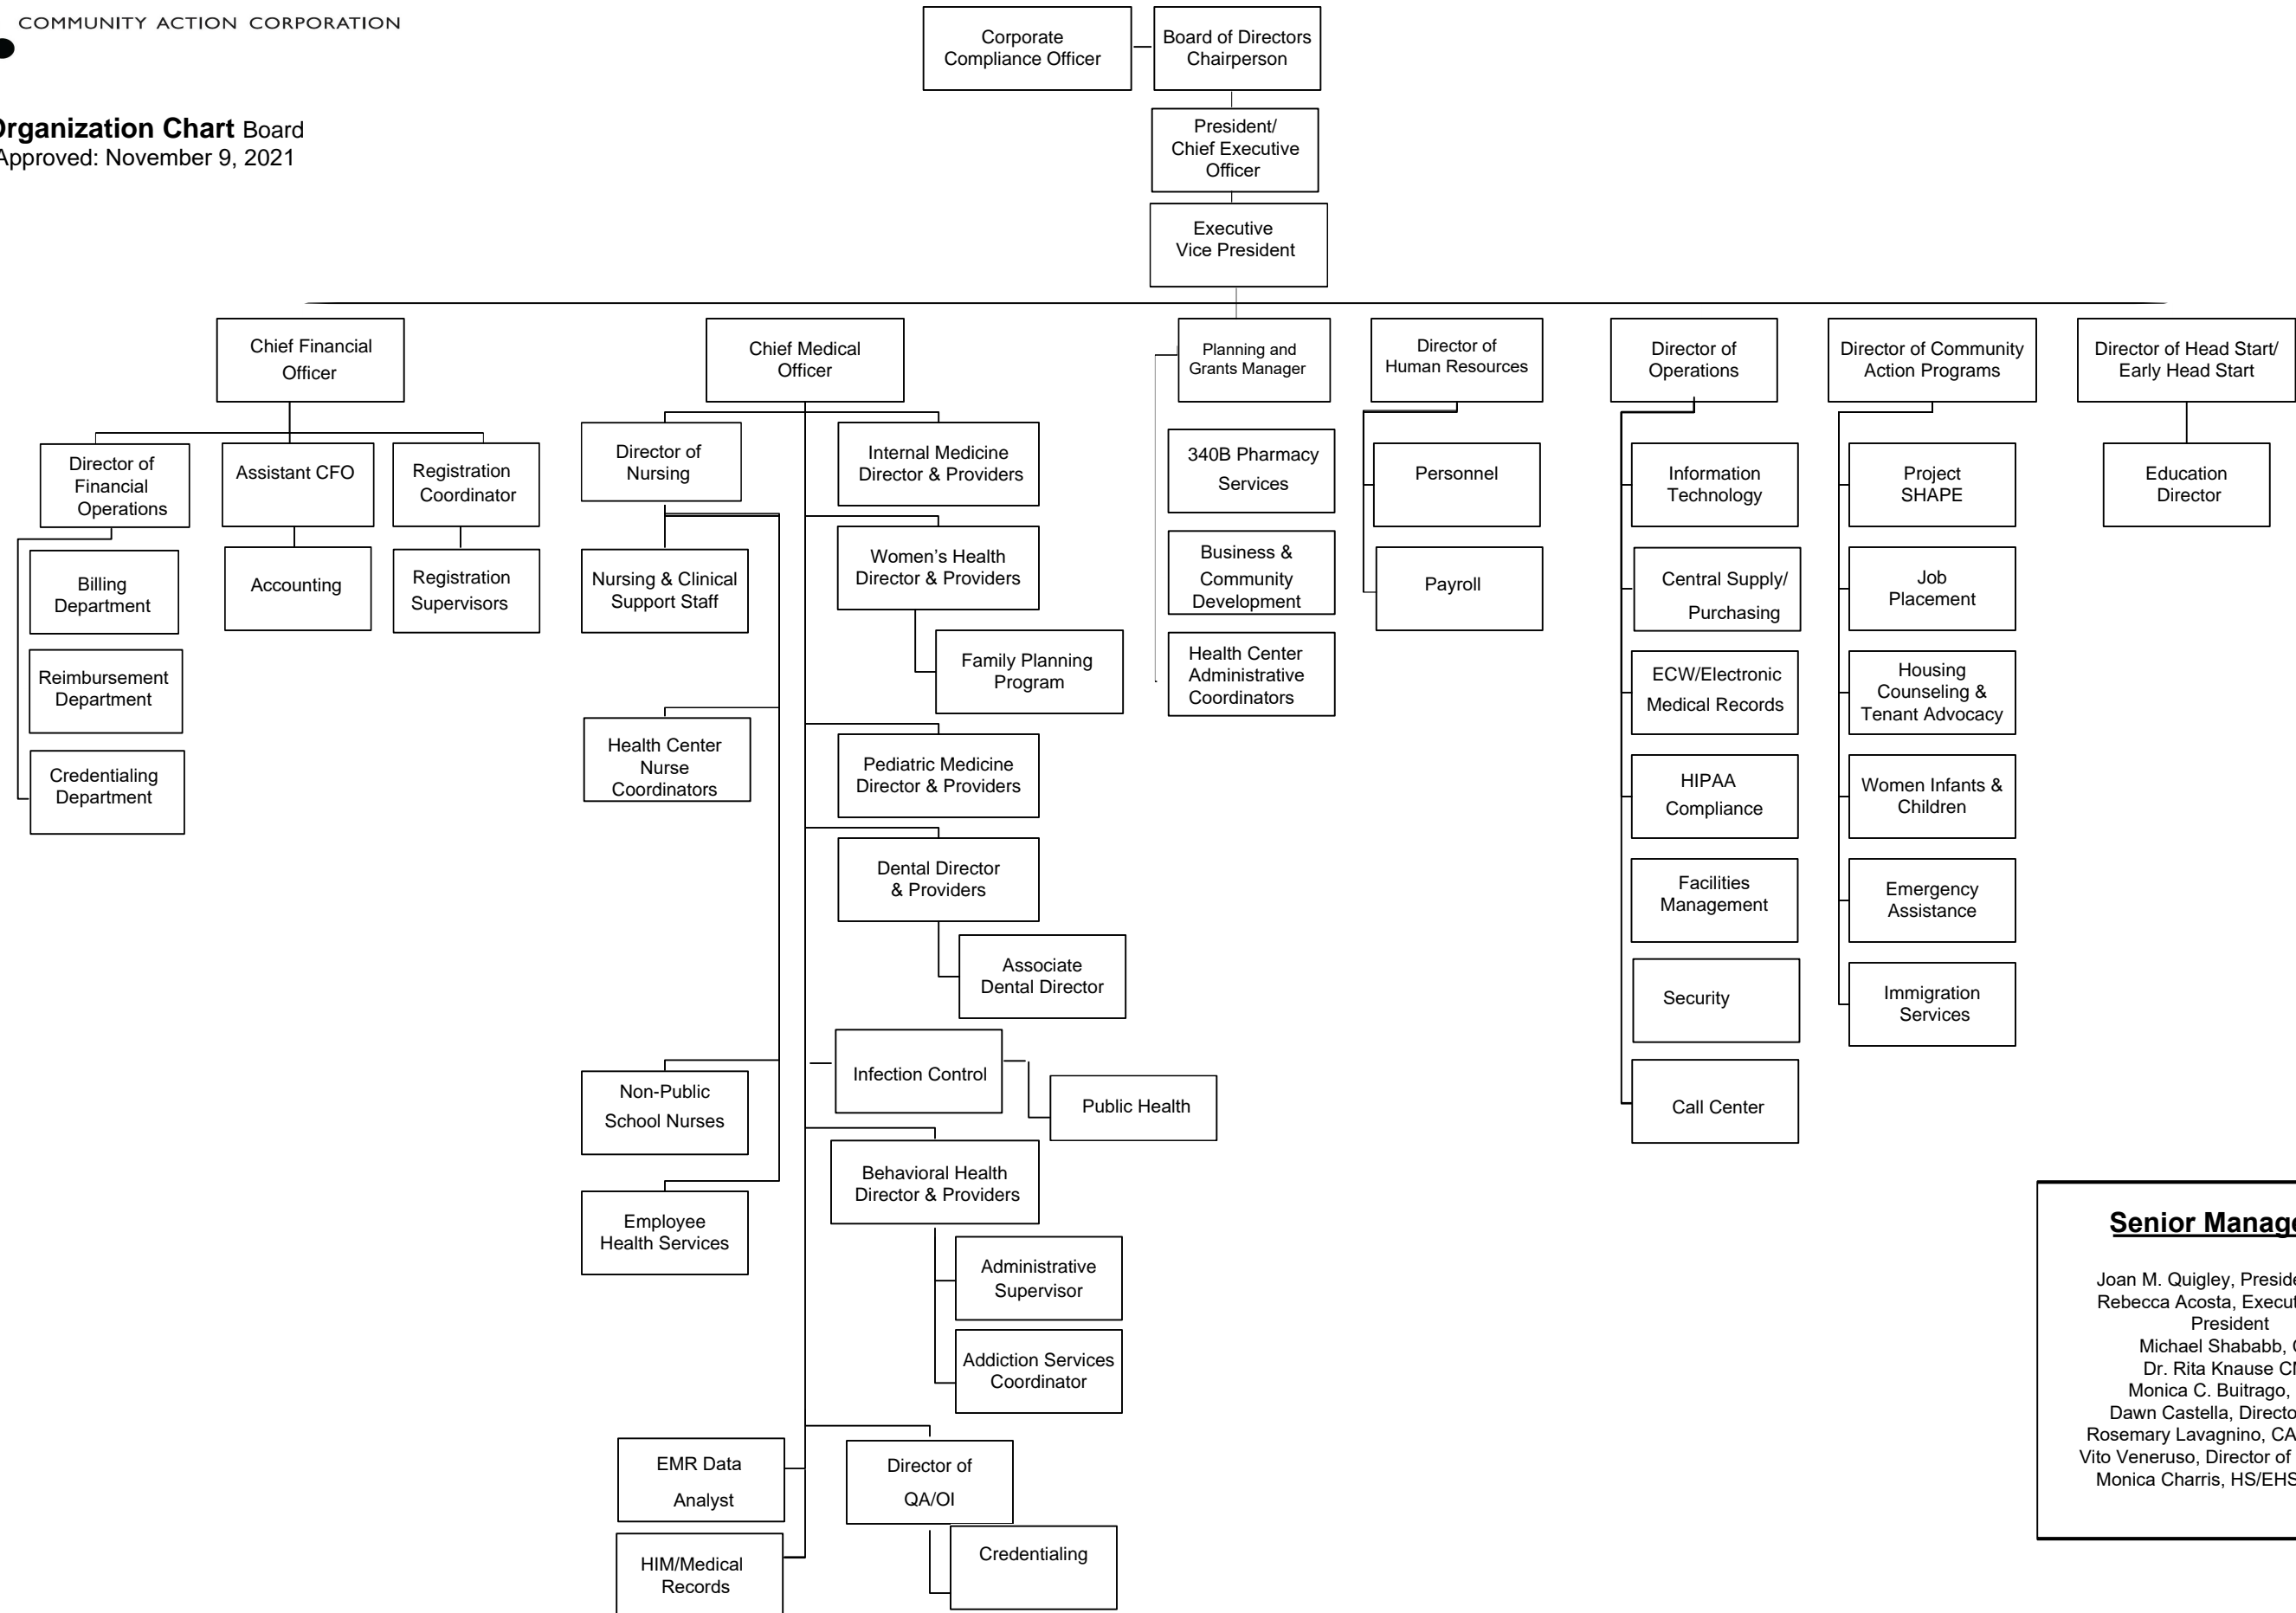 COMMUNITY ACTION CORPORATION
Organization Chart Board
Approved: November 9, 2021
Corporate
Compliance Officer
Board of Directors
Chairperson
President/
Chief Executive
Officer
Executive
Vice President
Chief Financial
Officer
Chief Medical
Officer
Planning and
Grants Manager
Director of
Human Resources
Director of
Operations
Director of Community
Action Programs
Director of Head Start/
Early Head Start
Director of
Financial
Operations
Assistant CFO
Registration
Coordinator
Billing
Department
Accounting
Registration
Supervisors
Reimbursement
Department
Credentialing
Department
Director of
Nursing
Nursing & Clinical
Support Staff
Health Center
Nurse
Coordinators
Non-Public
School Nurses
Employee
Health Services
EMR Data
Analyst
HIM/Medical
Records
Internal Medicine
Director & Providers
Women's Health
Director & Providers
Family Planning
Program
Pediatric Medicine
Director & Providers
Dental Director
& Providers
Associate
Dental Director
Infection Control
Public Health
Behavioral Health
Director & Providers
Administrative
Supervisor
Addiction Services
Coordinator
Director of
QA/OI
Credentialing
340B Pharmacy
Services
Business &
Community
Development
Health Center
Administrative
Coordinators
Personnel
Payroll
Information
Technology
Central Supply/
Purchasing
ECW/Electronic
Medical Records
HIPAA
Compliance
Facilities
Management
Security
Call Center
Project
SHAPE
Job
Placement
Housing
Counseling &
Tenant Advocacy
Women Infants &
Children
Emergency
Assistance
Immigration
Services
Education
Director
Senior
Joan M. Quigley,
Rebecca Acosta,
President
Michael Shababb,
Dr. Rita Knause
Monica C. Buitrago,
Dawn Castella,
Rosemary Lavagnino,
Vito Veneruso, Director of
Monica Charris,